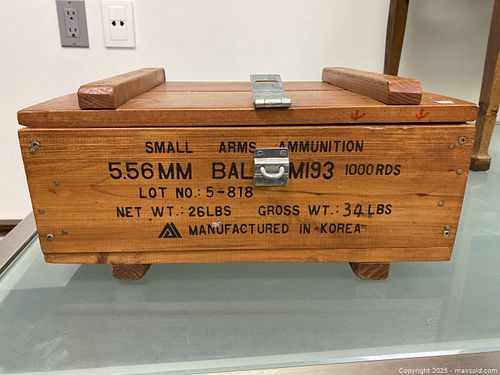 SMALL ARMS AMMUNITION
5.56MM BAL M193 1000RDS
LOT NO.: 5-818
NET WT.: 26LBS GROSS WT.: 34LBS
MANUFACTURED IN KOREA
Copyright 2025 - maxsold.com